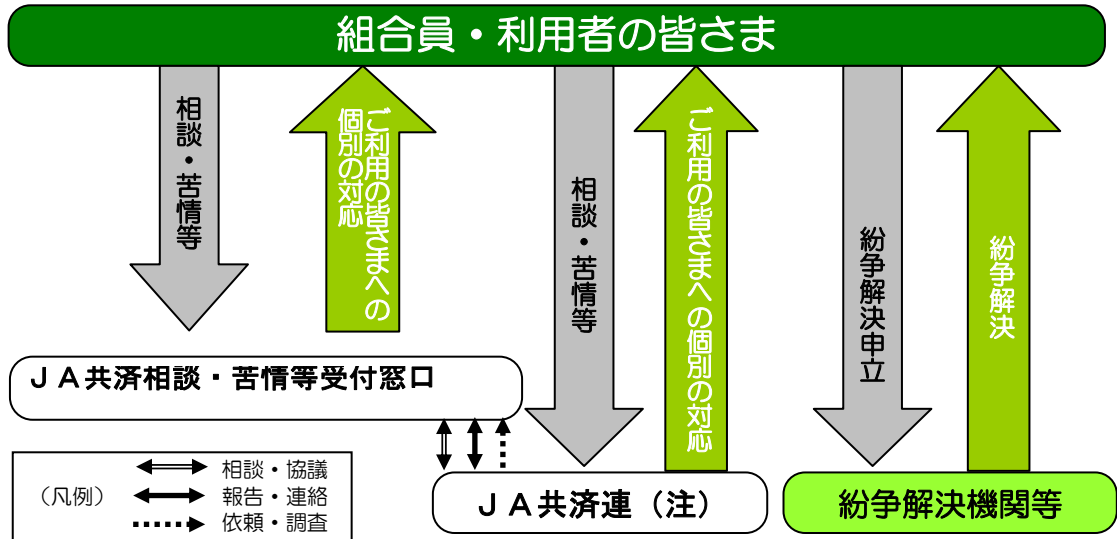 組合員・利用者の皆さま
相談・苦情等
ご利用の皆さまへの
個別の対応
相談・苦情等
ご利用の皆さまへの個別の対応
紛争解決申立
紛争解決
ＪＡ共済相談・苦情等受付窓口
（凡例）
相談・協議
報告・連絡
依頼・調査
ＪＡ共済連（注）
紛争解決機関等